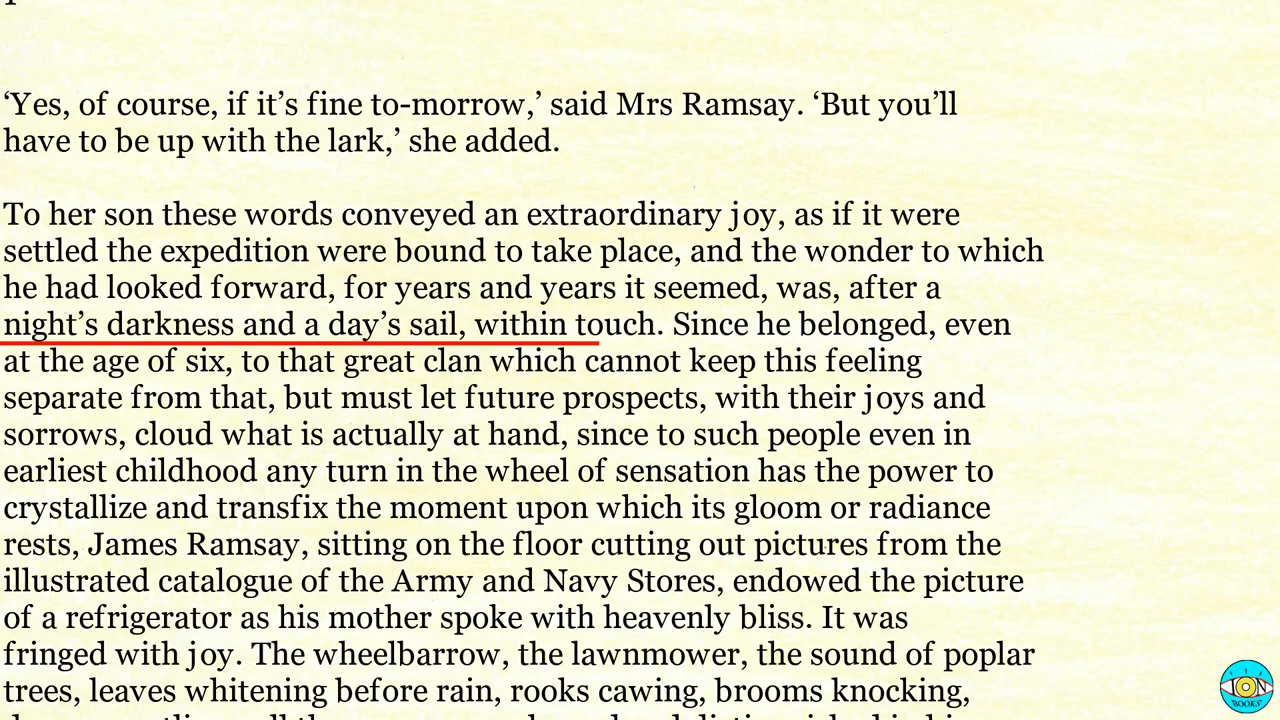 ‘Yes, of course, if it’s fine to-morrow,’ said Mrs Ramsay. ‘But you’ll
have to be up with the lark,’ she added.
To her son these words conveyed an extraordinary joy, as if it were
settled the expedition were bound to take place, and the wonder to which
he had looked forward, for years and years it seemed, was, after a
night’s darkness and a day’s sail, within touch. Since he belonged, even
at the age of six, to that great clan which cannot keep this feeling
separate from that, but must let future prospects, with their joys and
sorrows, cloud what is actually at hand, since to such people even in
earliest childhood any turn in the wheel of sensation has the power to
crystallize and transfix the moment upon which its gloom or radiance
rests, James Ramsay, sitting on the floor cutting out pictures from the
illustrated catalogue of the Army and Navy Stores, endowed the picture
of a refrigerator as his mother spoke with heavenly bliss. It was
fringed with joy. The wheelbarrow, the lawnmower, the sound of poplar
trees, leaves whitening before rain, rooks cawing, brooms knocking,
ION
BOOKS